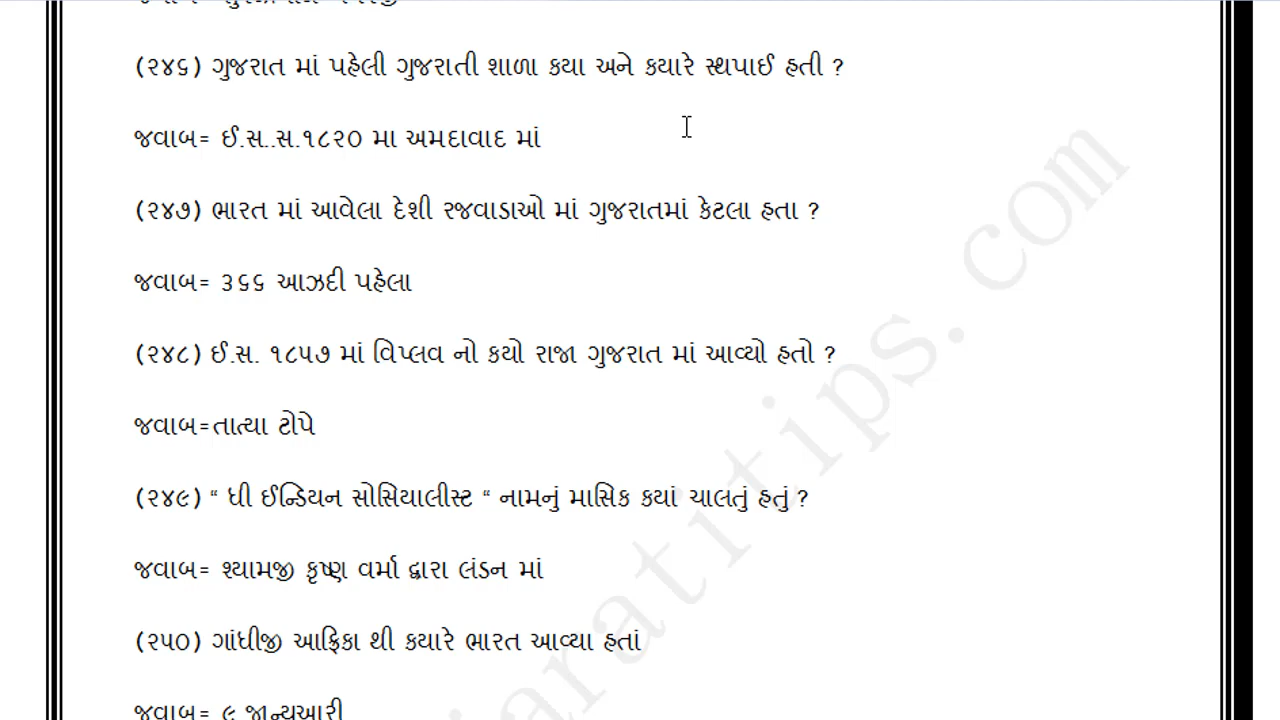 (૨૪૬) ગુજરાત માં પહેલી ગુજરાતી શાળા કયા અને કયારે સ્થપાઈ હતી ?
જવાબ= ઈ.સ..સ.૧૮૨૦ મા અમદાવાદ માં
(૨૪૭) ભારત માં આવેલા દેશી રજવાડાઓ માં ગુજરાતમાં કેટલા હતા ?
જવાબ= ૩૬૬ આઝદી પહેલા
(૨૪૮) ઈ.સ. ૧૮૫૭ માં વિપ્લવ નો કયો રાજા ગુજરાત માં આવ્યો હતો ?
જવાબ=તાત્યા ટોપે
(૨૪૯) “ ધી ઈન્ડિયન સોસિયાલીસ્ટ “ નામનું માસિક કયાં ચાલતું હતું ?
જવાબ= શ્યામજી કૃષ્ણ વર્મા દ્વારા લંડન માં
(૨૫૦) ગાંધીજી આફ્રિકા થી કયારે ભારત આવ્યા હતાં
જવાબ= ૯ જાન્યુઆરી
jaratitips.com